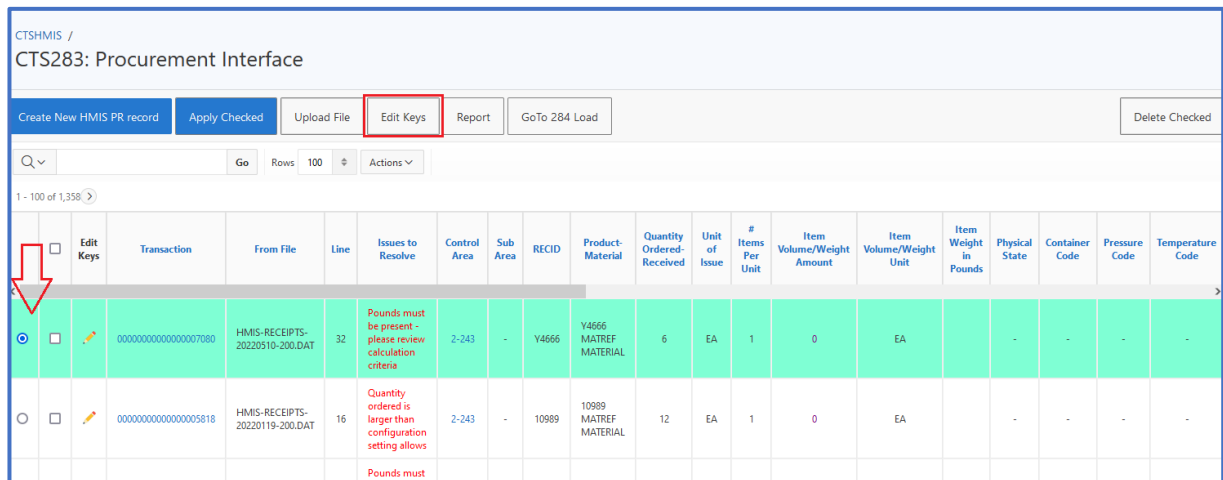 CTSHMIS /
CTS283: Procurement Interface
Create New HMIS PR record Apply Checked Upload File Edit Keys Report GoTo 284 Load Delete Checked
Go Rows 100 Actions
1 - 100 of 1,358
Edit Keys Transaction From File Line Issues to Resolve Control Area Sub Area RECID Product-Material Quantity Ordered-Received Unit of Issue # Items Per Unit Item Volume/Weight Amount Item Volume/Weight Unit Item Weight in Pounds Physical State Container Code Pressure Code Temperature Code
00000000000000007080 HMIS-RECEIPTS-20220510-200.DAT 32 Pounds must be present - please review calculation criteria 2-243 - Y4666 Y4666 MATREF MATERIAL 6 EA 1 0 EA - - - -
00000000000000005818 HMIS-RECEIPTS-20220119-200.DAT 16 Quantity ordered is larger than configuration setting allows 2-243 - 10989 10989 MATREF MATERIAL 12 EA 1 0 EA - - - -
Pounds must